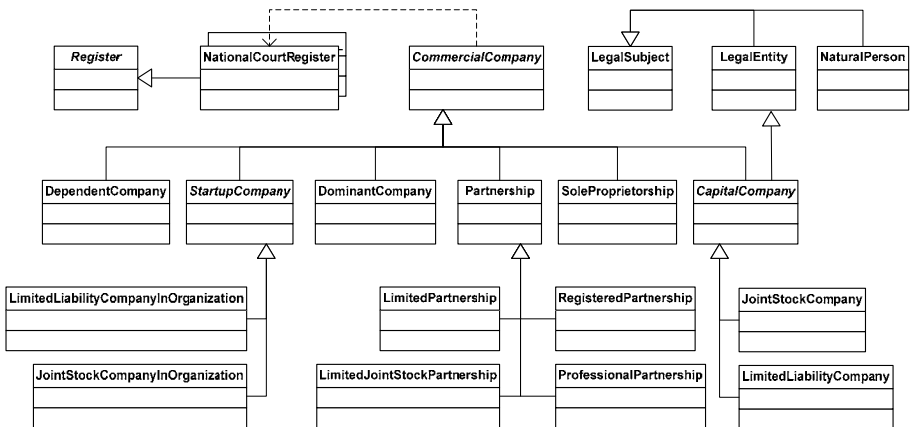 Register
NationalCourtRegister
CommercialCompany
LegalSubject
LegalEntity
NaturalPerson
DependentCompany
StartupCompany
DominantCompany
Partnership
SoleProprietorship
CapitalCompany
LimitedLiabilityCompanyInOrganization
LimitedPartnership
RegisteredPartnership
JointStockCompany
JointStockCompanyInOrganization
LimitedJointStockPartnership
ProfessionalPartnership
LimitedLiabilityCompany